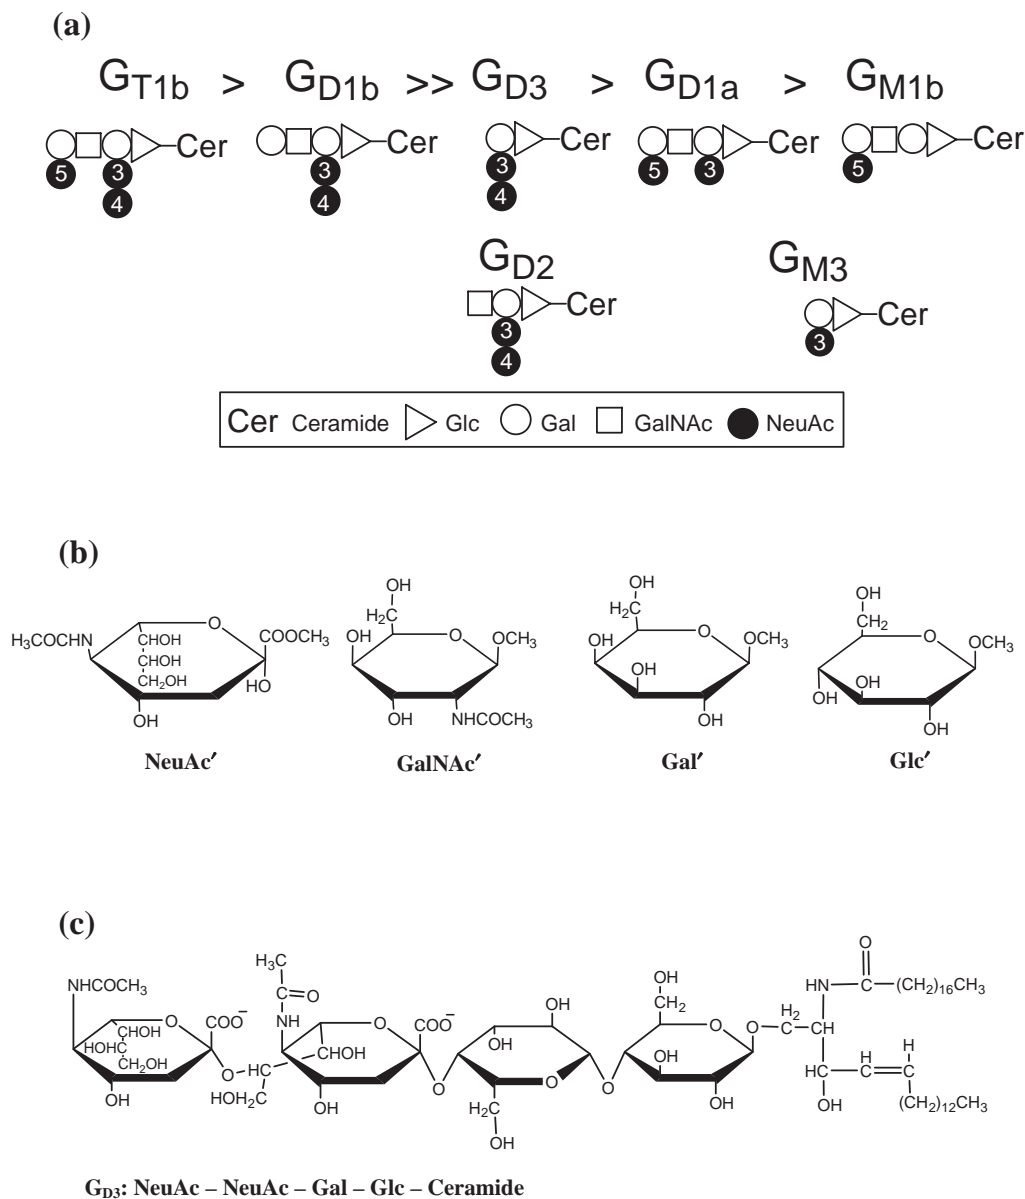 (a)
GT1b > GD1b >> GD3 > GD1a > GM1b
Cer Cer Cer Cer Cer
5 3 3 3 5 3 5
4 4 4
GD2 GM3
Cer Cer
3 3
4
Cer Ceramide Glc Gal GalNAc NeuAc
(b)
OH OH OH
H3COCHN O CHOH CHOH CH2OH COOCH3 HO OH
H2C OH O OCH3 OH NHCOCH3
H2C OH O OCH3 OH OH
CH2 O OCH3 OH OH OH
NeuAc′ GalNAc′ Gal′ Glc′
(c)
NHCOCH3 O COO− CHOH HOHC CH2OH OH O
H3C C=O NH O COO− OH HOH2C OH O
OH OH O H2C OH O
OH CH2 O OH OH O
H2 C HN O (CH2)16CH3 H H OH (CH2)12CH3
GD3: NeuAc – NeuAc – Gal – Glc – Ceramide